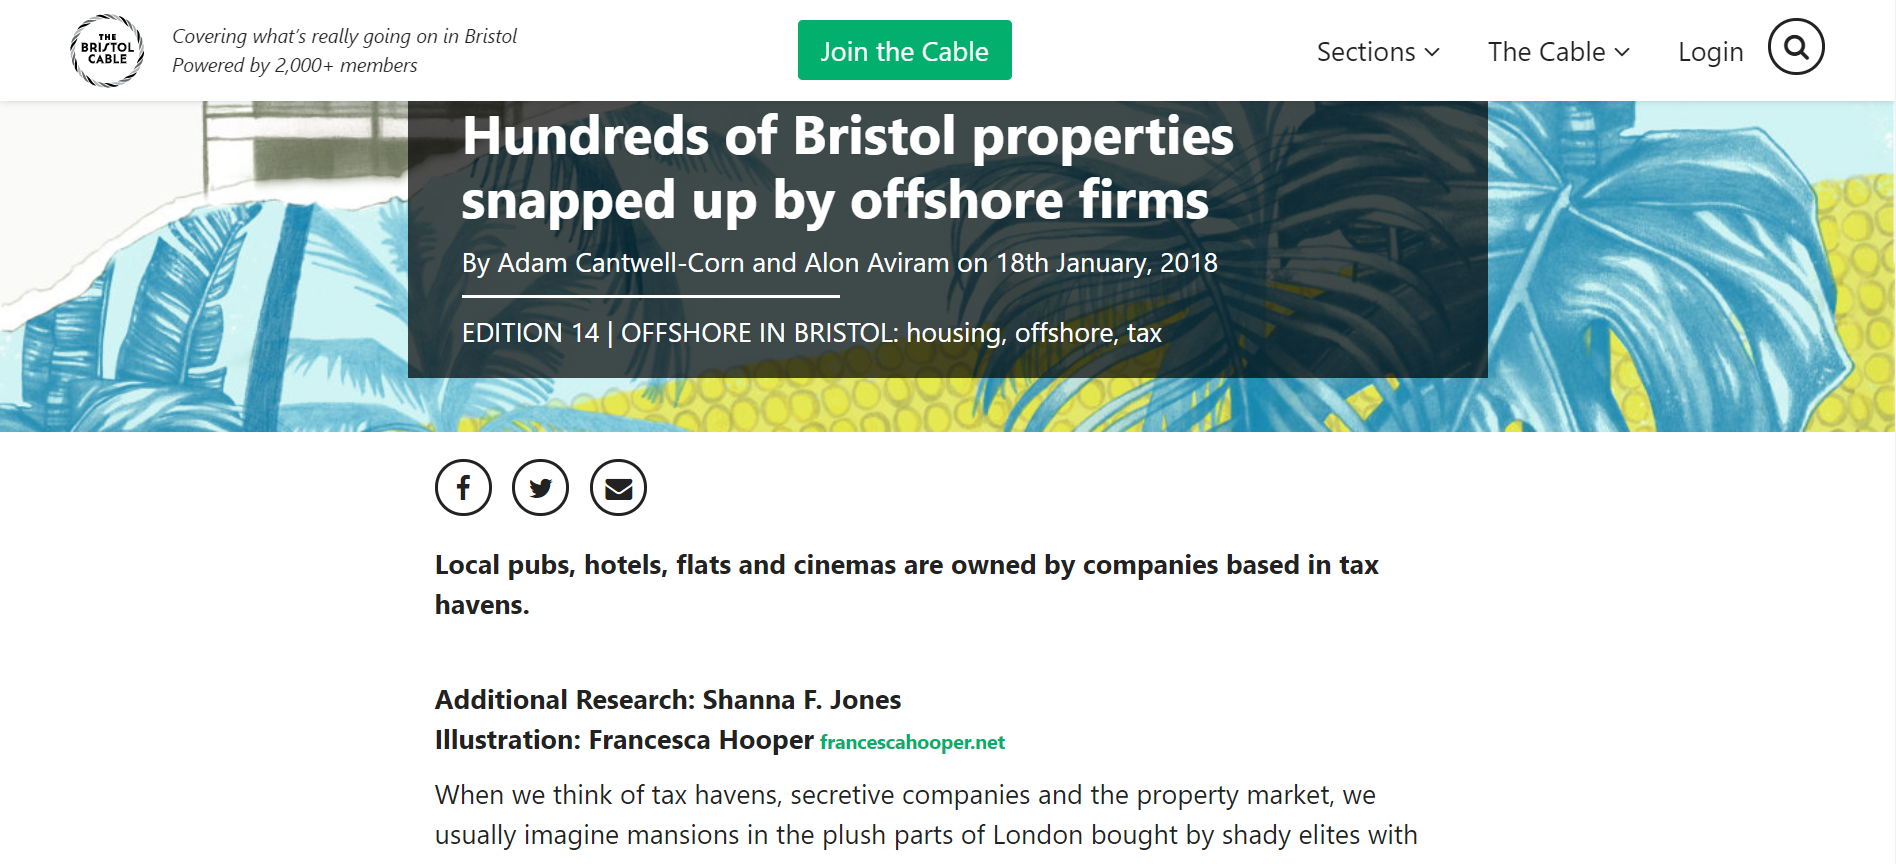 THE
BRISTOL
CABLE
Covering what's really going on in Bristol
Powered by 2,000+ members
Join the Cable
Sections
The Cable
Login
Hundreds of Bristol properties
snapped up by offshore firms
By Adam Cantwell-Corn and Alon Aviram on 18th January, 2018
EDITION 14 | OFFSHORE IN BRISTOL: housing, offshore, tax
Local pubs, hotels, flats and cinemas are owned by companies based in tax
havens.
Additional Research: Shanna F. Jones
Illustration: Francesca Hooper francescahooper.net
When we think of tax havens, secretive companies and the property market, we
usually imagine mansions in the plush parts of London bought by shady elites with